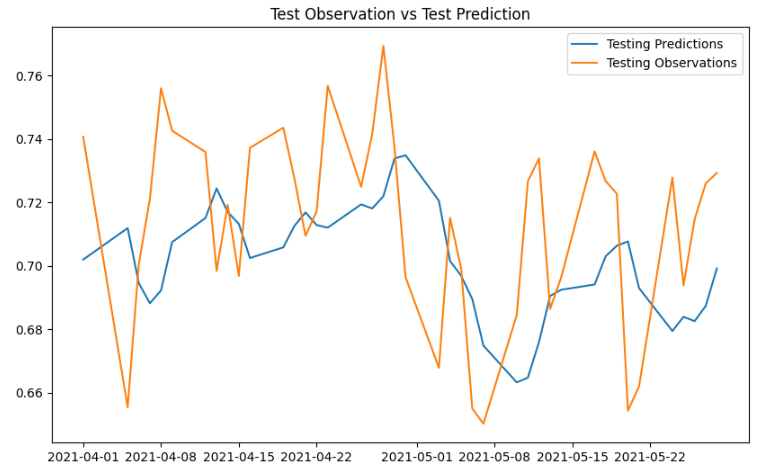 Test Observation vs Test Prediction
Testing Predictions
Testing Observations
0.76
0.74
0.72
0.70
0.68
0.66
2021-04-01 2021-04-08 2021-04-15 2021-04-22 2021-05-01 2021-05-08 2021-05-15 2021-05-22